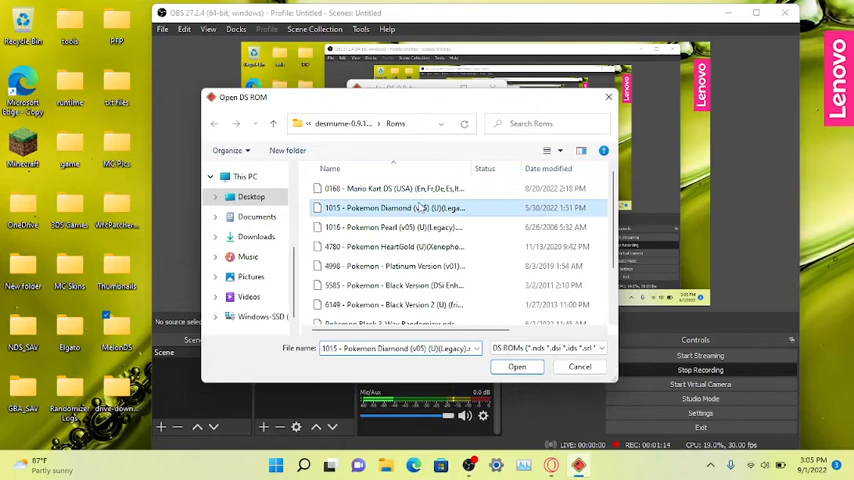 Recycle Bin
tools
PFP
OBS 27.2.4 (64-bit, windows) - Profile: Untitled - Scenes: Untitled
File Edit View Docks Profile Scene Collection Tools Help
Lenovo
Lenovo
Microsoft Edge - Copy
runtime
txt files
Open DS ROM
desmume-0.9.1... Roms
Search Roms
Organize
New folder
This PC
Desktop
Documents
Downloads
Music
Pictures
Videos
Windows-SSD (
Name
Status
Date modified
0168 - Mario Kart DS (USA) (En,Fr,De,Es,It...
8/20/2022 2:18 PM
1015 - Pokemon Diamond (v05) (U)(Lega...
5/30/2022 1:51 PM
1016 - Pokemon Pearl (v05) (U)(Legacy)....
6/26/2006 5:32 AM
4780 - Pokemon HeartGold (U)(Xenopho...
11/13/2020 9:42 PM
4998 - Pokemon - Platinum Version (v01)...
8/3/2019 1:54 AM
5585 - Pokemon - Black Version (DSi Enh...
3/2/2011 2:10 PM
6149 - Pokemon - Black Version 2 (U) (fri...
1/27/2013 11:00 PM
File name:
1015 - Pokemon Diamond (v05) (U)(Legacy).r
DS ROMs (*.nds *.dsi *.ids *.srl *
Open
Cancel
Minecraft
game
MC Pics
OneDrive
3DS Games
WfcPatcher...
New folder
MC Skins
Thumbnails
NDS_SAV
Elgato
MelonDS
GBA_SAV
Randomizer Logs
drive-down...
No source selected
Scene
Controls
Start Streaming
Stop Recording
Start Virtual Camera
Studio Mode
Settings
Exit
Mic/Aux
0.0 dB
LIVE: 00:00:00
REC: 00:01:14
CPU: 19.0%, 30.00 fps
87°F
Partly sunny
3:05 PM
9/1/2022